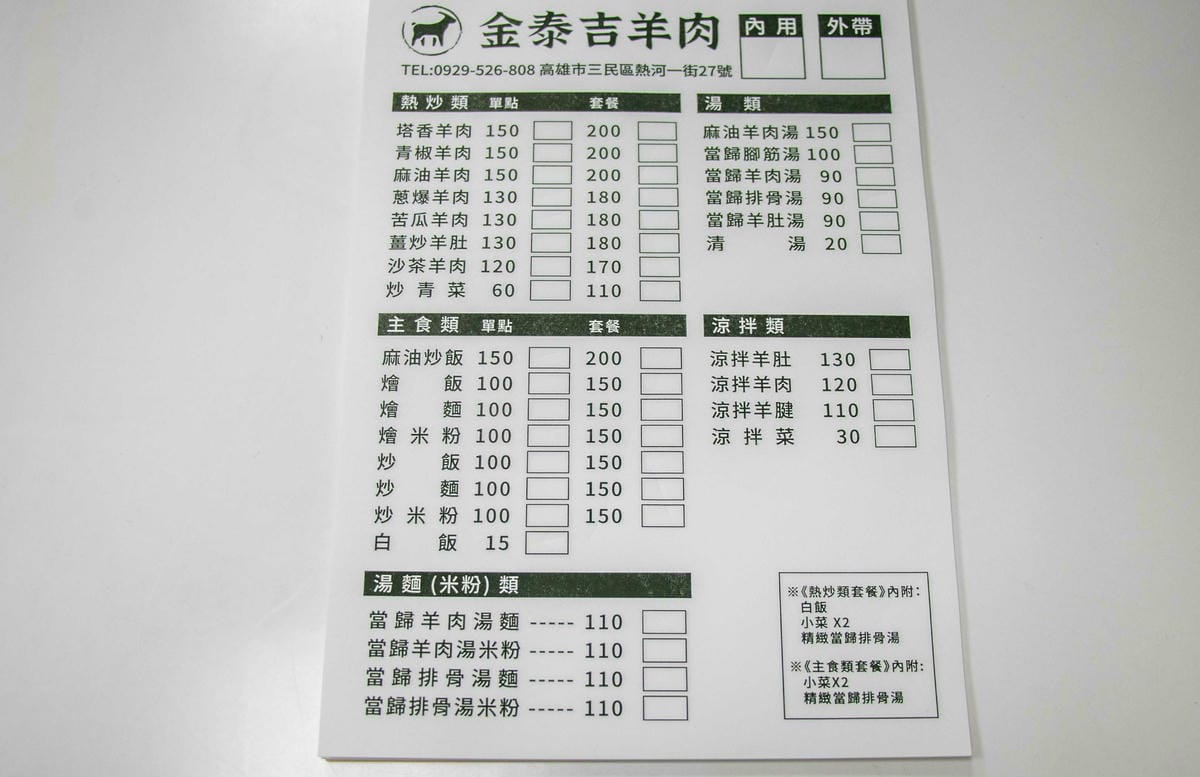 金泰吉羊肉 內用 外帶
TEL:0929-526-808 高雄市三民區熱河一街27號
熱炒類 單點 套餐
塔香羊肉 150 200
青椒羊肉 150 200
麻油羊肉 150 200
蔥爆羊肉 130 180
苦瓜羊肉 130 180
薑炒羊肚 130 180
沙茶羊肉 120 170
炒青菜 60 110
湯類
麻油羊肉湯 150
當歸腳筋湯 100
當歸羊肉湯 90
當歸排骨湯 90
當歸羊肚湯 90
清湯 20
主食類 單點 套餐
麻油炒飯 150 200
燴飯 100 150
燴麵 100 150
燴米粉 100 150
炒飯 100 150
炒麵 100 150
炒米粉 100 150
白飯 15
涼拌類
涼拌羊肚 130
涼拌羊肉 120
涼拌羊腱 110
涼拌菜 30
湯麵(米粉)類
當歸羊肉湯麵 ----- 110
當歸羊肉湯米粉 ----- 110
當歸排骨湯麵 ----- 110
當歸排骨湯米粉 ----- 110
※《熱炒類套餐》內附:
白飯
小菜 X2
精緻當歸排骨湯
※《主食類套餐》內附:
小菜X2
精緻當歸排骨湯